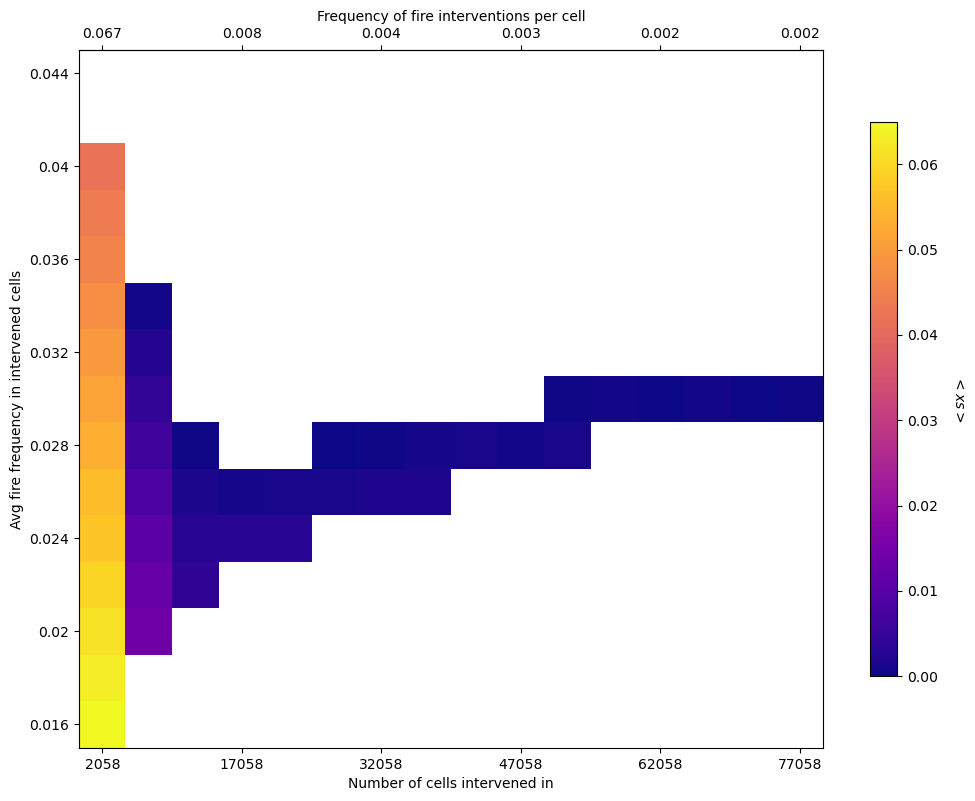 Frequency of fire interventions per cell
0.067 0.008 0.004 0.003 0.002 0.002
0.044
0.04
0.036
0.032
0.028
0.024
0.02
0.016
Avg fire frequency in intervened cells
2058 17058 32058 47058 62058 77058
Number of cells intervened in
0.06
0.05
0.04
0.03
0.02
0.01
0.00
< sx >